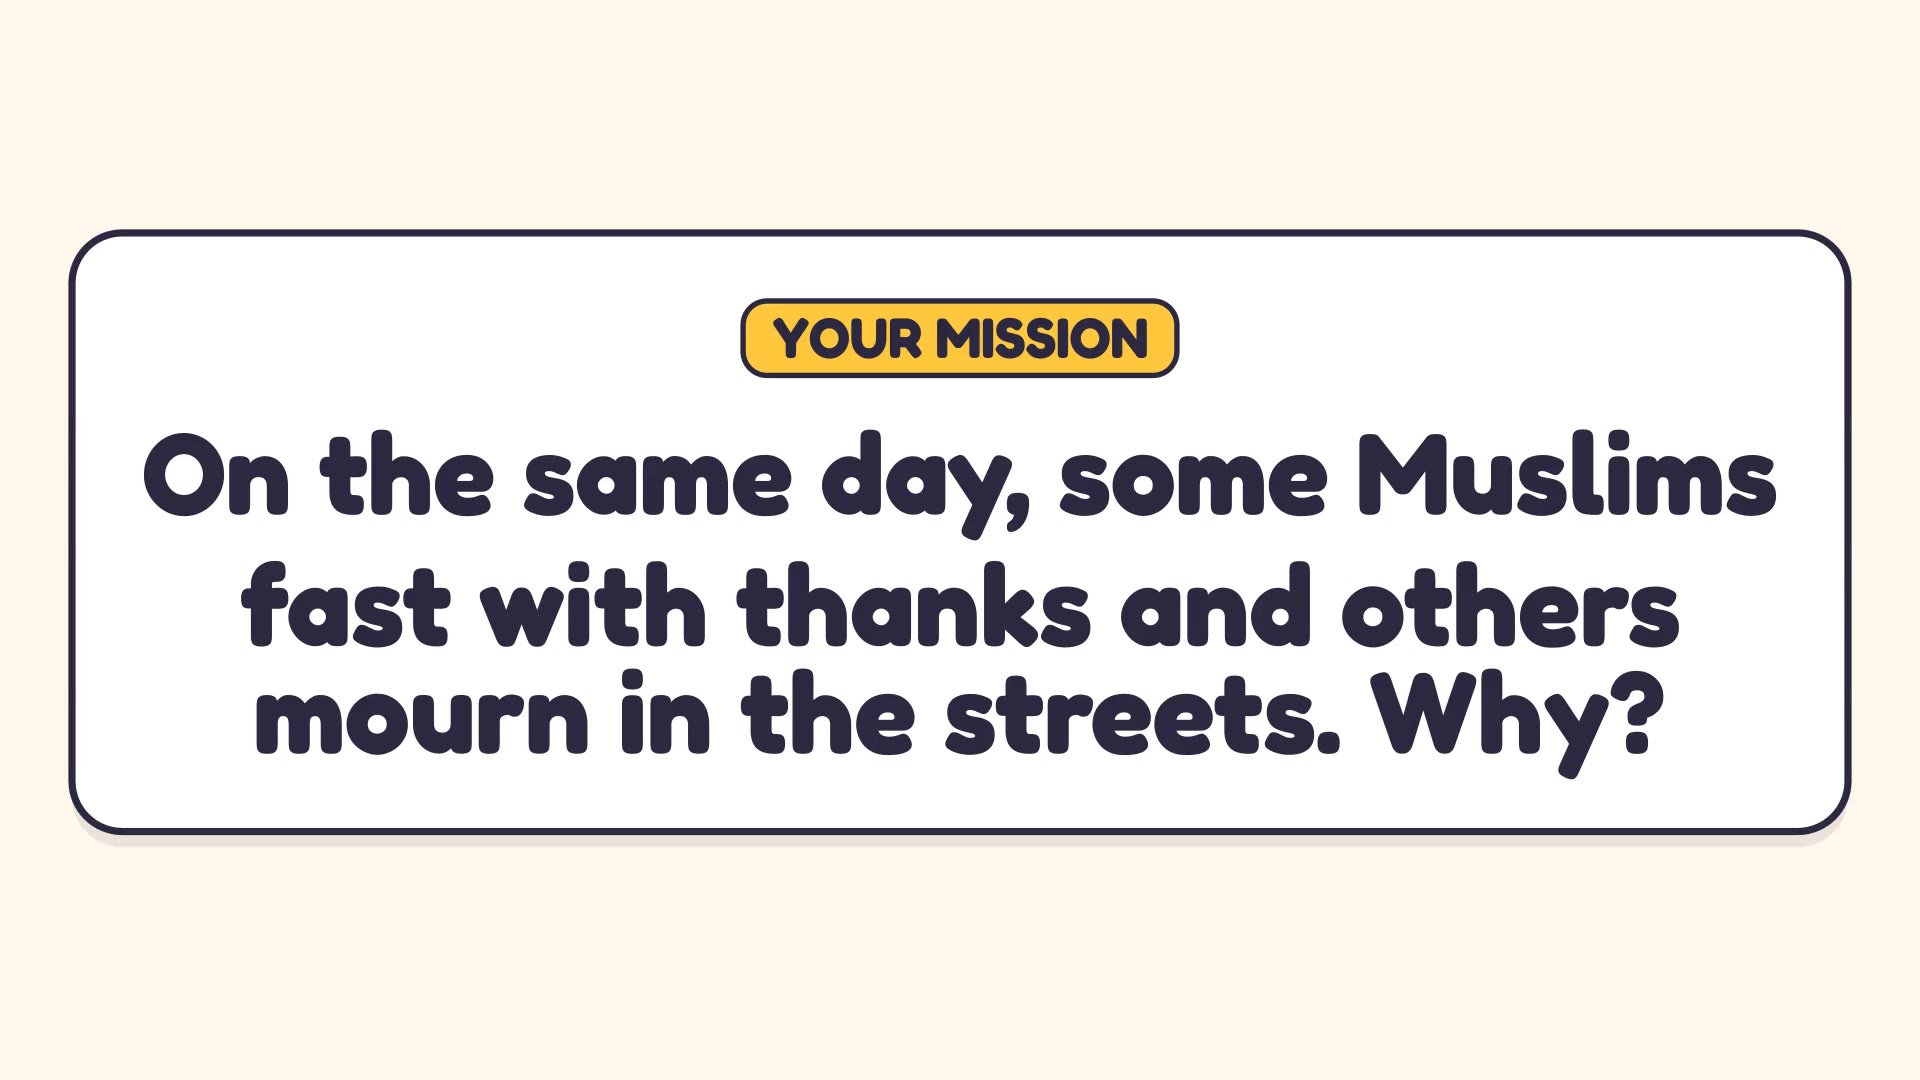 YOUR MISSION
On the same day, some Muslims
fast with thanks and others
mourn in the streets. Why?